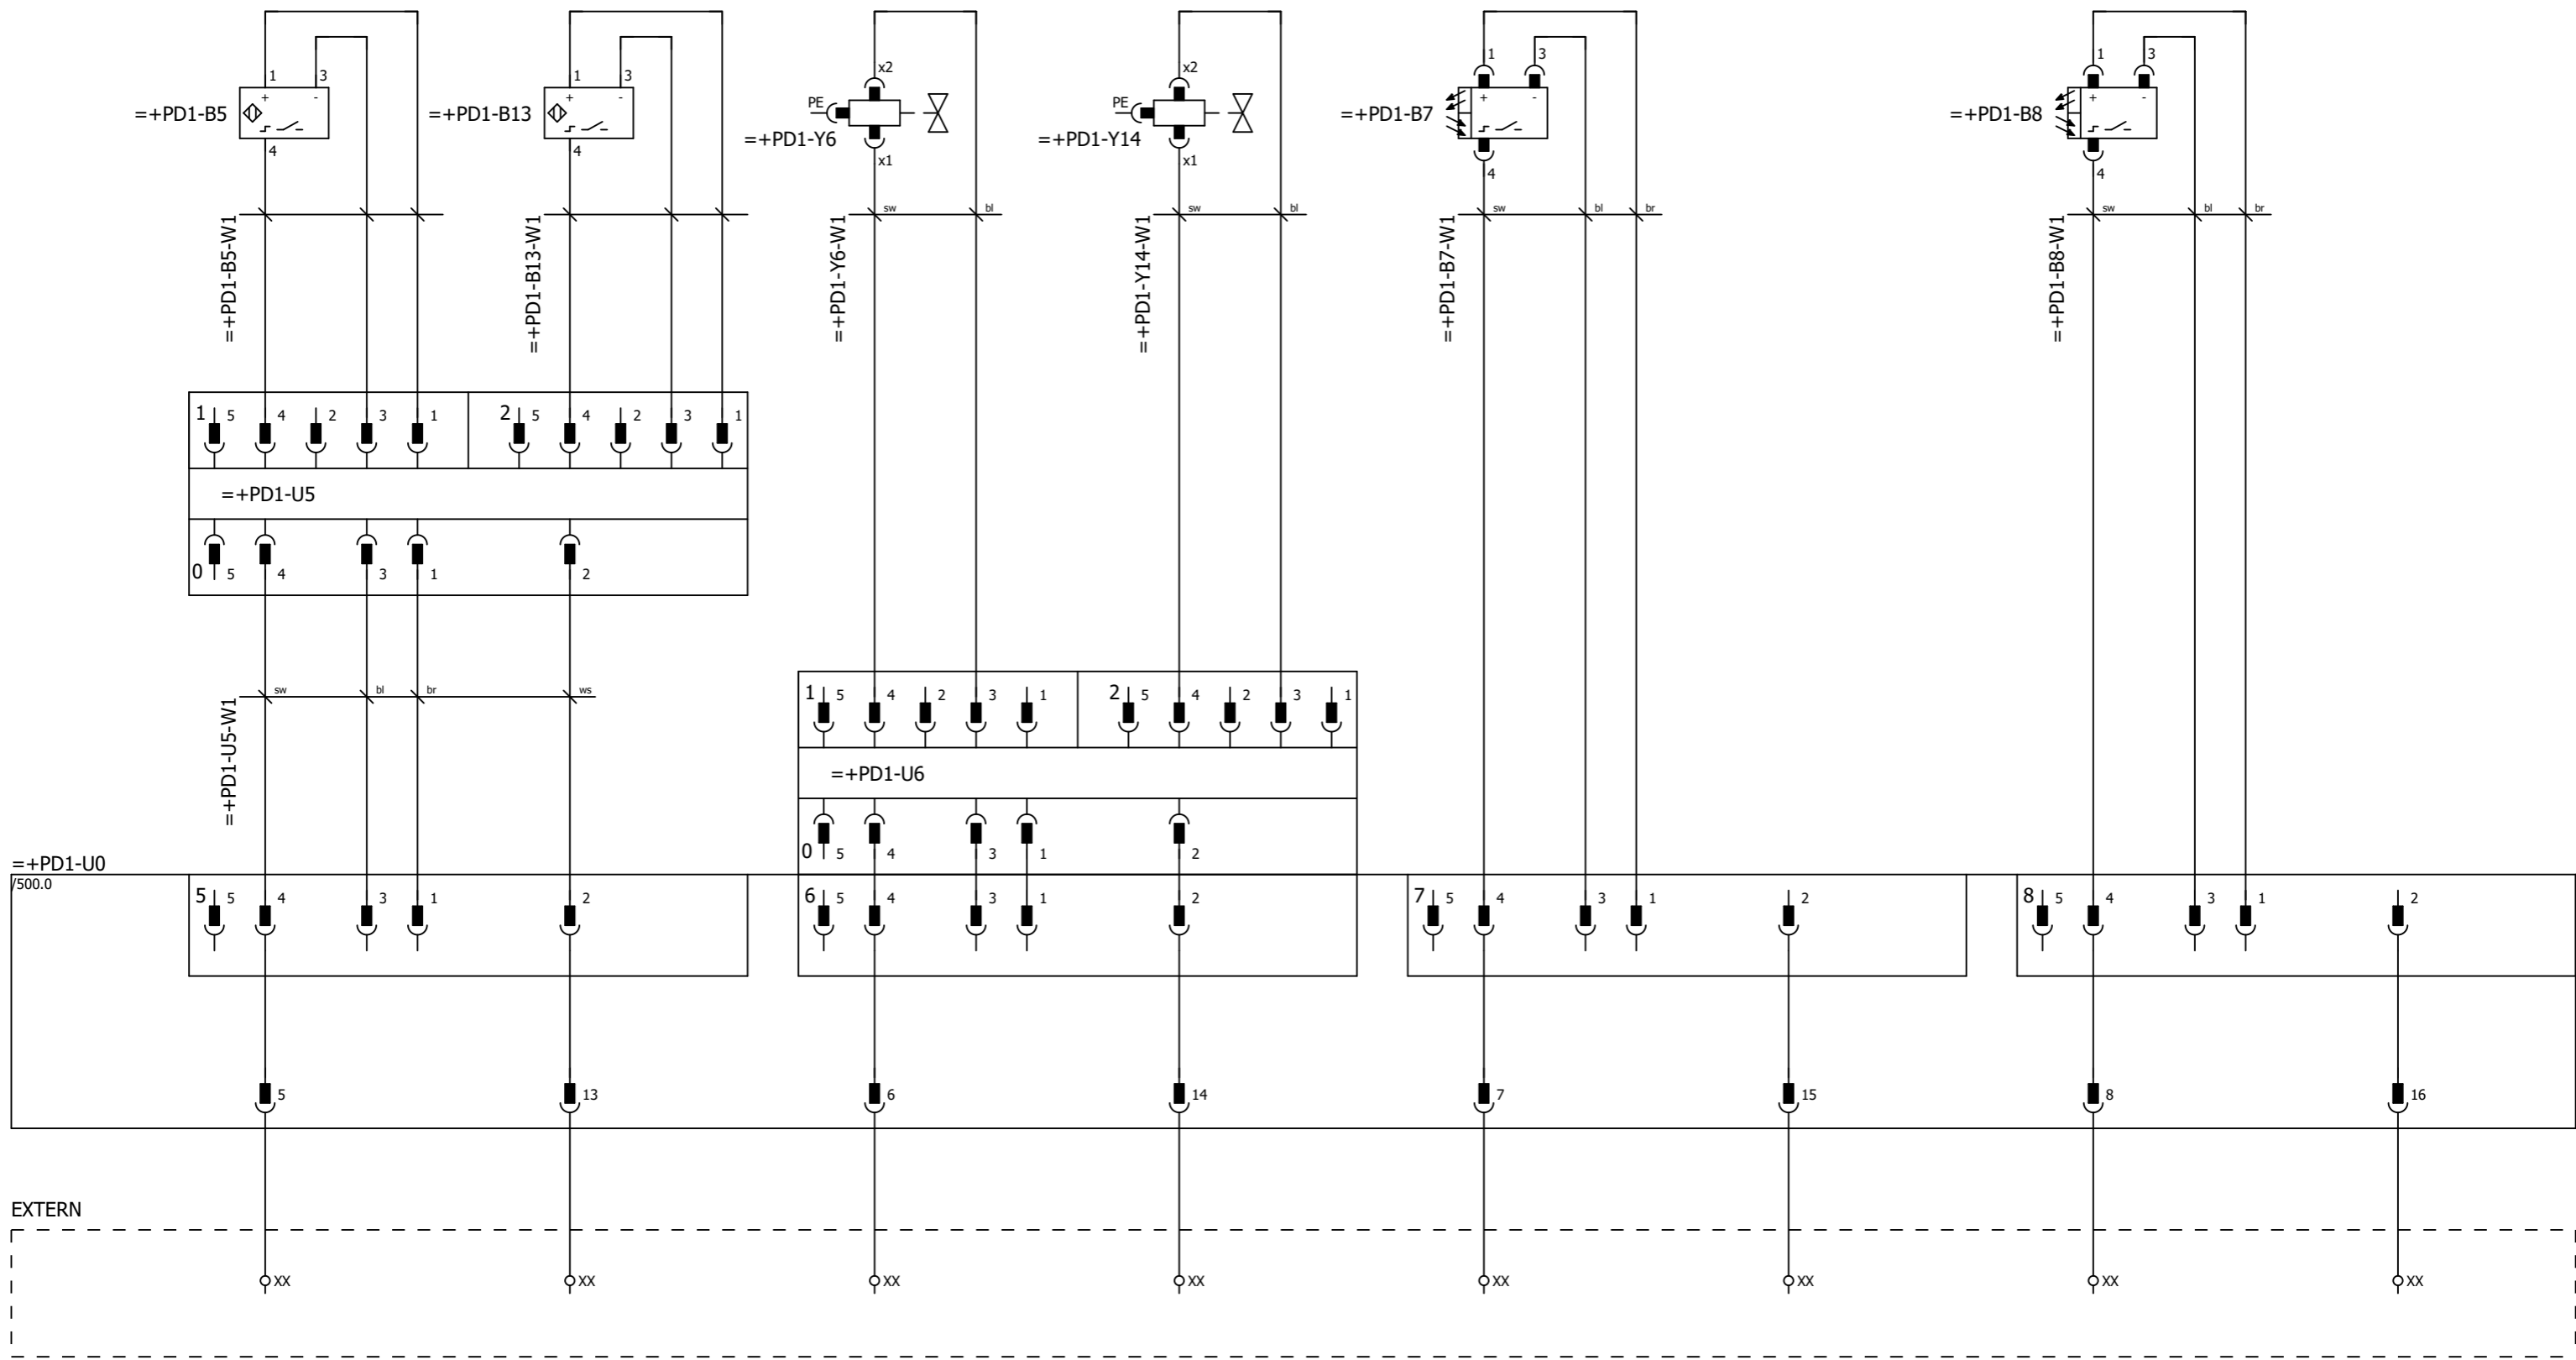 1 3 1 3 x2 x2 1 3 1 3
=+PD1-B5 + - =+PD1-B13 + - PE PE =+PD1-B7 + - =+PD1-B8 + -
=+PD1-Y6 =+PD1-Y14
4 4 x1 x1 4 4
sw bl sw bl sw bl br sw bl br
=+PD1-B5-W1
=+PD1-B13-W1
=+PD1-Y6-W1
=+PD1-Y14-W1
=+PD1-B7-W1
=+PD1-B8-W1
1 5 4 2 3 1 2 5 4 2 3 1
=+PD1-U5
0 5 4 3 1 2
sw bl br ws
=+PD1-U5-W1
1 5 4 2 3 1 2 5 4 2 3 1
=+PD1-U6
0 5 4 3 1 2
=+PD1-U0
/500.0
5 5 4 3 1 2 6 5 4 3 1 2 7 5 4 3 1 2 8 5 4 3 1 2
5 13 6 14 7 15 8 16
EXTERN
XX XX XX XX XX XX XX XX